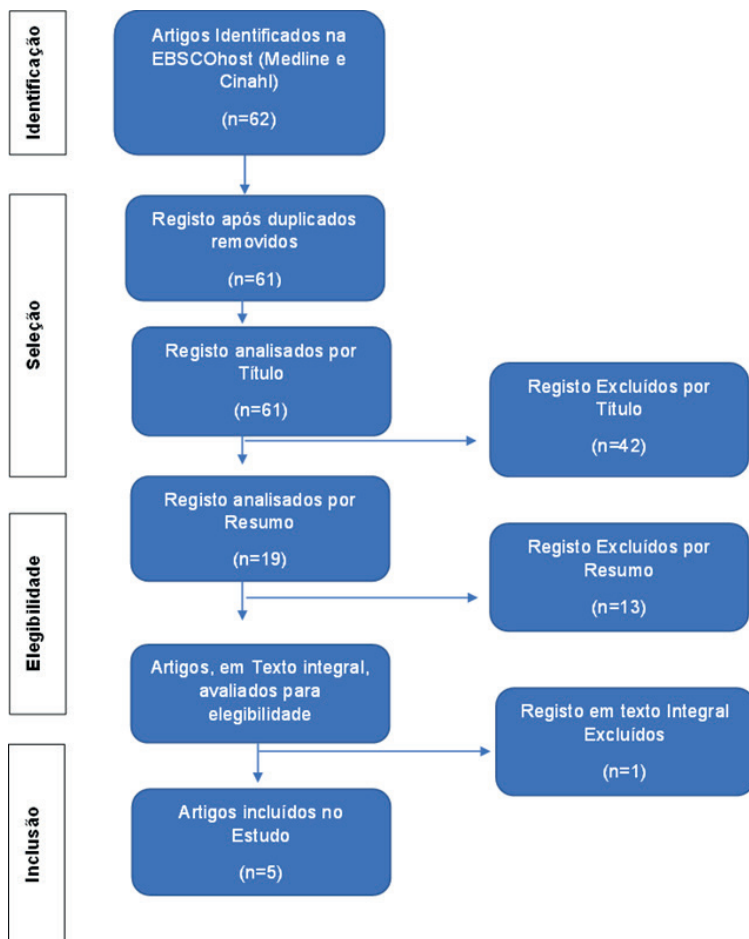 Identificação
Artigos Identificados na
EBSCOhost (Medline e
Cinahl)
(n=62)
Seleção
Registo após duplicados
removidos
(n=61)
Registo analisados por
Título
(n=61)
Registo Excluídos por
Título
(n=42)
Registo analisados por
Resumo
(n=19)
Elegibilidade
Registo Excluídos por
Resumo
(n=13)
Artigos, em Texto integral,
avaliados para
elegibilidade
Registo em texto Integral
Excluídos
(n=1)
Inclusão
Artigos incluídos no
Estudo
(n=5)